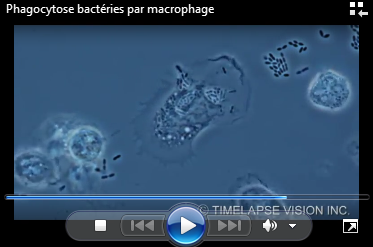 Phagocytose bactéries par macrophage
© TIMELAPSE VISION INC.